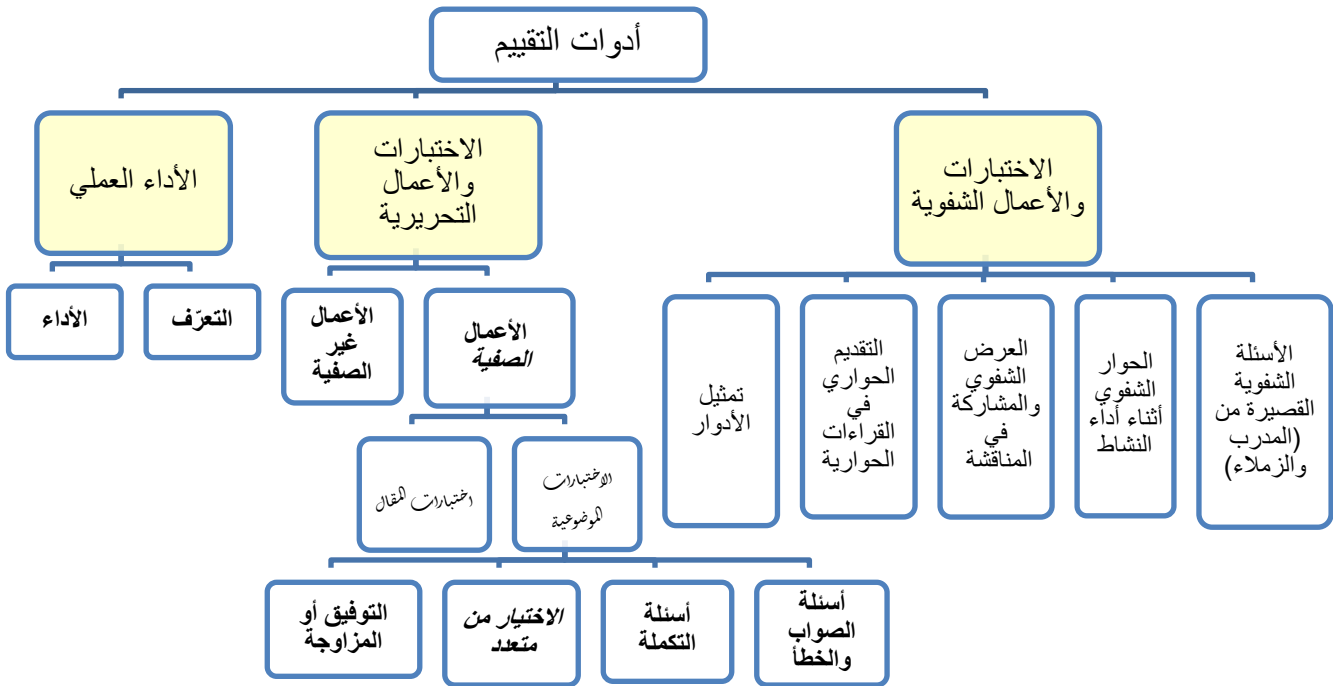 أدوات التقييم
الاختبارات
والأعمال الشفوية
الاختبارات
والأعمال
التحريرية
الأداء العملي
الأسئلة
الشفوية
القصيرة من
(المدرب
والزملاء)
الحوار
الشفوي
أثناء أداء
النشاط
العرض
الشفوي
والمشاركة
في
المناقشة
التقديم
الحواري
في
القراءات
الحوارية
تمثيل
الأدوار
الأعمال
الصفية
الأعمال
غير
الصفية
التعرّف
الأداء
الاختبارات
الموضوعية
اختبارات المقال
أسئلة
الصواب
والخطأ
أسئلة
التكملة
الاختيار من
متعدد
التوفيق أو
المزاوجة